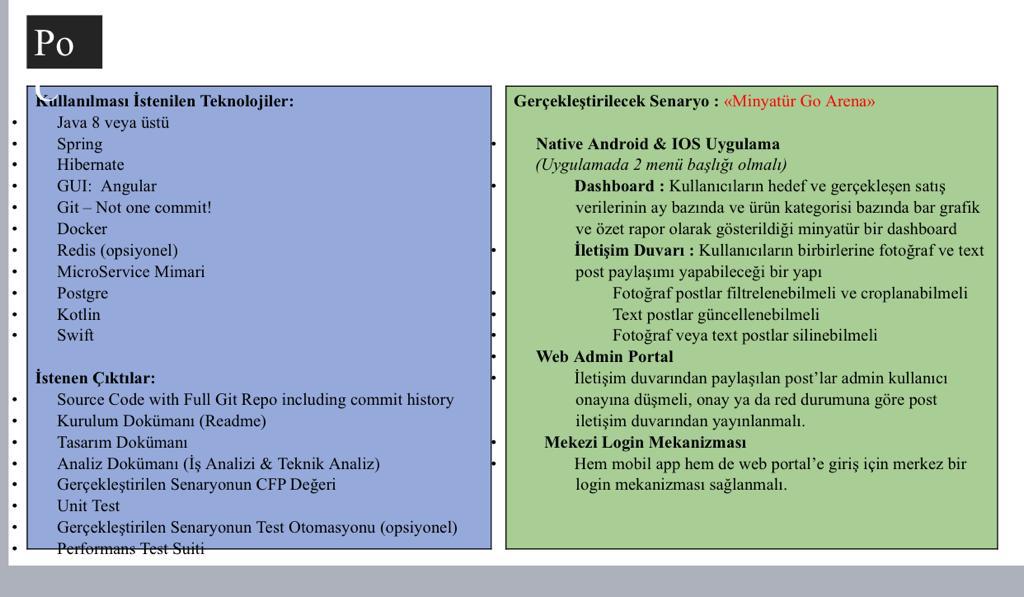 Po
Kullanılması İstenilen Teknolojiler:
• Java 8 veya üstü
• Spring
• Hibernate
• GUI: Angular
• Git – Not one commit!
• Docker
• Redis (opsiyonel)
• MicroService Mimari
• Postgre
• Kotlin
• Swift
İstenen Çıktılar:
• Source Code with Full Git Repo including commit history
• Kurulum Dokümanı (Readme)
• Tasarım Dokümanı
• Analiz Dokümanı (İş Analizi & Teknik Analiz)
• Gerçekleştirilen Senaryonun CFP Değeri
• Unit Test
• Gerçekleştirilen Senaryonun Test Otomasyonu (opsiyonel)
• Performans Test Suiti
Gerçekleştirilecek Senaryo : «Minyatür Go Arena»
• Native Android & IOS Uygulama
(Uygulamada 2 menü başlığı olmalı)
• Dashboard : Kullanıcıların hedef ve gerçekleşen satış
verilerinin ay bazında ve ürün kategorisi bazında bar grafik
ve özet rapor olarak gösterildiği minyatür bir dashboard
• İletişim Duvarı : Kullanıcıların birbirlerine fotoğraf ve text
post paylaşımı yapabileceği bir yapı
• Fotoğraf postlar filtrelenebilmeli ve croplanabilmeli
• Text postlar güncellenebilmeli
• Fotoğraf veya text postlar silinebilmeli
• Web Admin Portal
• İletişim duvarından paylaşılan post’lar admin kullanıcı
onayına düşmeli, onay ya da red durumuna göre post
iletişim duvarından yayınlanmalı.
• Mekezi Login Mekanizması
• Hem mobil app hem de web portal’e giriş için merkez bir
login mekanizması sağlanmalı.